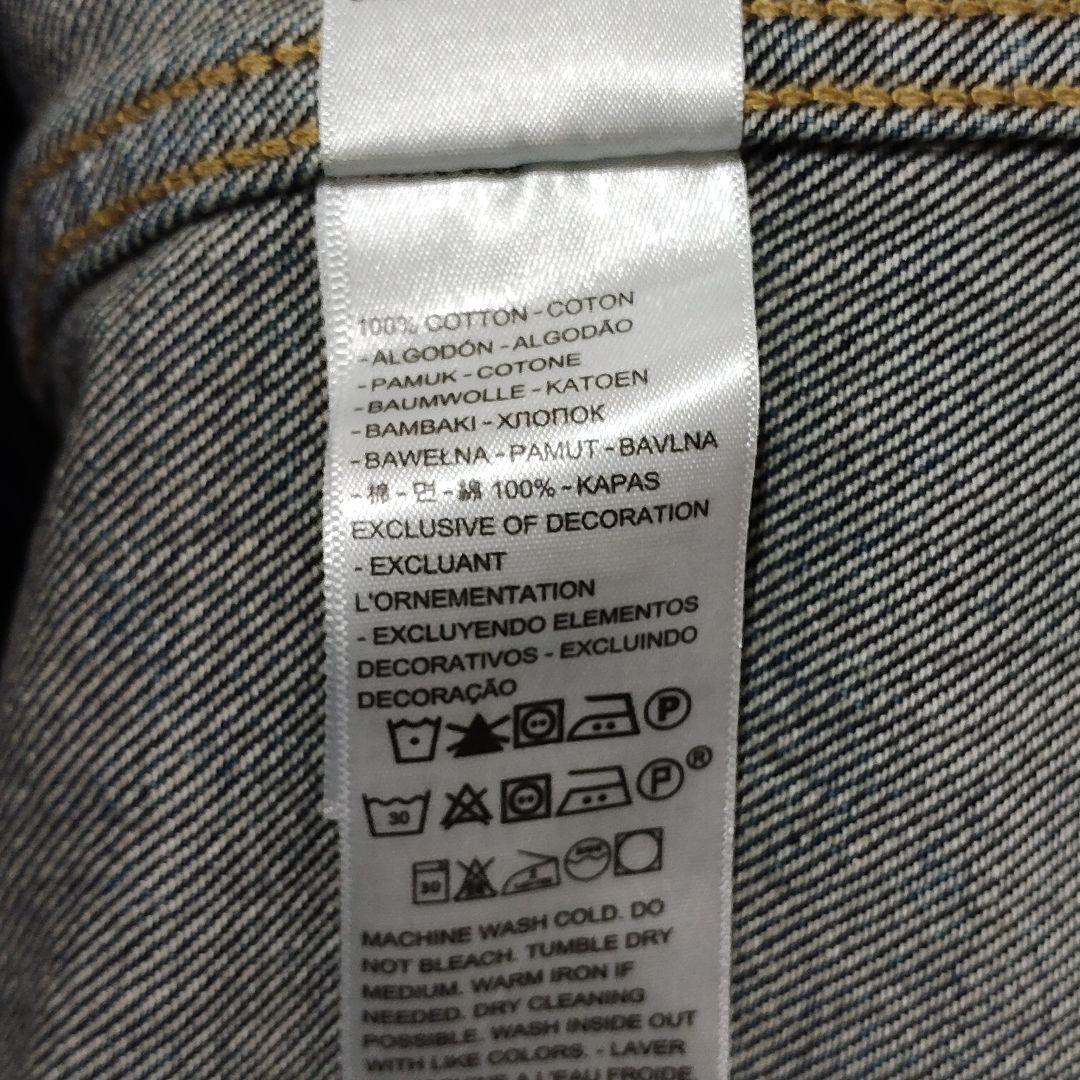 100% COTTON - COTON
- ALGODÓN - ALGODÃO
- PAMUK - COTONE
- BAUMWOLLE - KATOEN
- BAMBAKI - ХЛОПОК
- BAWEŁNA - PAMUT - BAVLNA
- 棉 - 면 - 綿 100% - KAPAS
EXCLUSIVE OF DECORATION
- EXCLUANT
L'ORNEMENTATION
- EXCLUYENDO ELEMENTOS
DECORATIVOS - EXCLUINDO
DECORAÇÃO
P
30 P ®
30
MACHINE WASH COLD. DO
NOT BLEACH. TUMBLE DRY
MEDIUM. WARM IRON IF
NEEDED. DRY CLEANING
POSSIBLE. WASH INSIDE OUT
WITH LIKE COLORS. - LAVER
A L'EAU FROIDE.